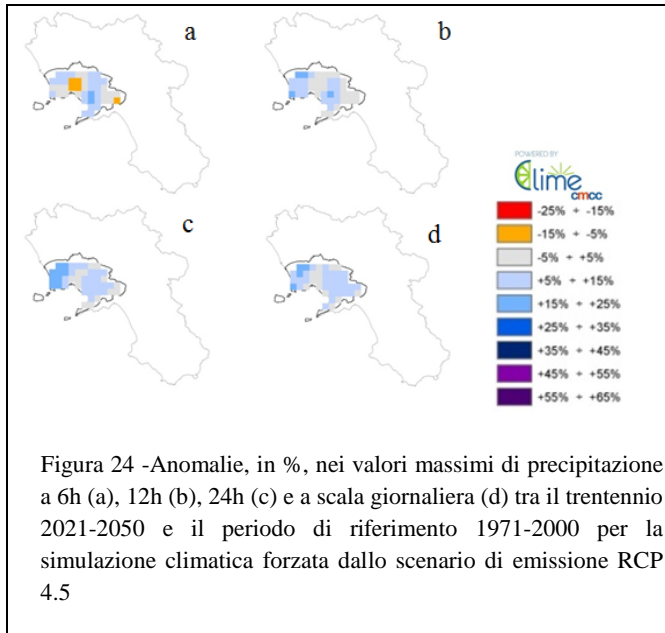 a
b
c
d
POWERED BY
Clime
cmcc
-25% ÷ -15%
-15% ÷ -5%
-5% ÷ +5%
+5% ÷ +15%
+15% ÷ +25%
+25% ÷ +35%
+35% ÷ +45%
+45% ÷ +55%
+55% ÷ +65%
Figura 24 -Anomalie, in %, nei valori massimi di precipitazione
a 6h (a), 12h (b), 24h (c) e a scala giornaliera (d) tra il trentennio
2021-2050 e il periodo di riferimento 1971-2000 per la
simulazione climatica forzata dallo scenario di emissione RCP
4.5